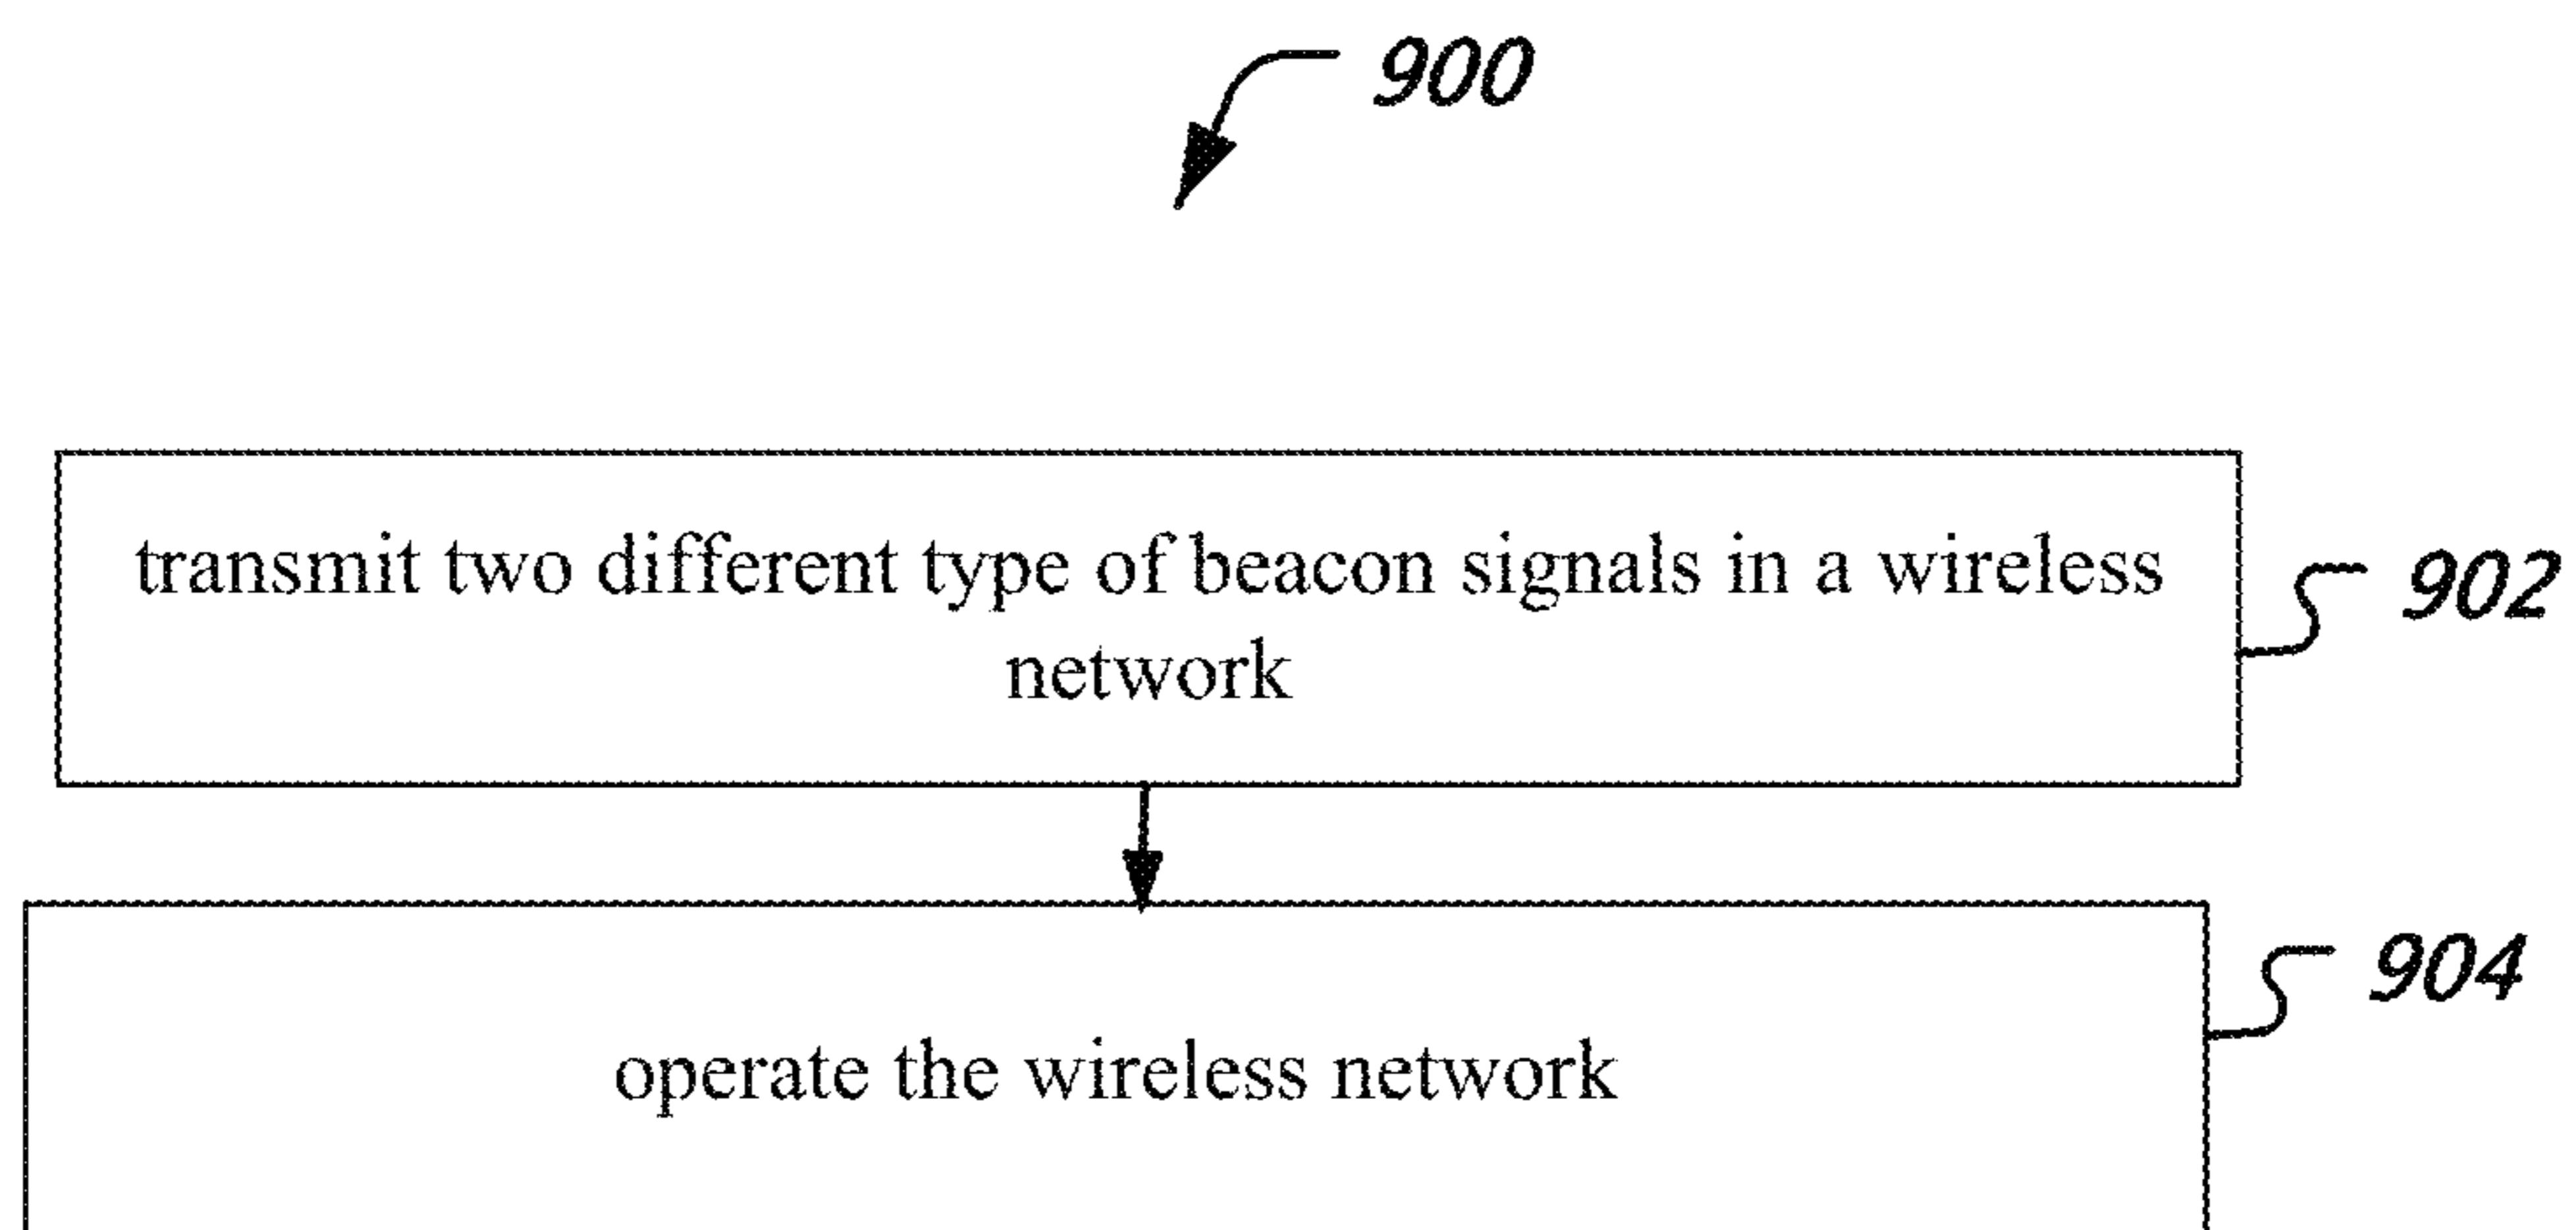 900
transmit two different type of beacon signals in a wireless
network
902
904
operate the wireless network